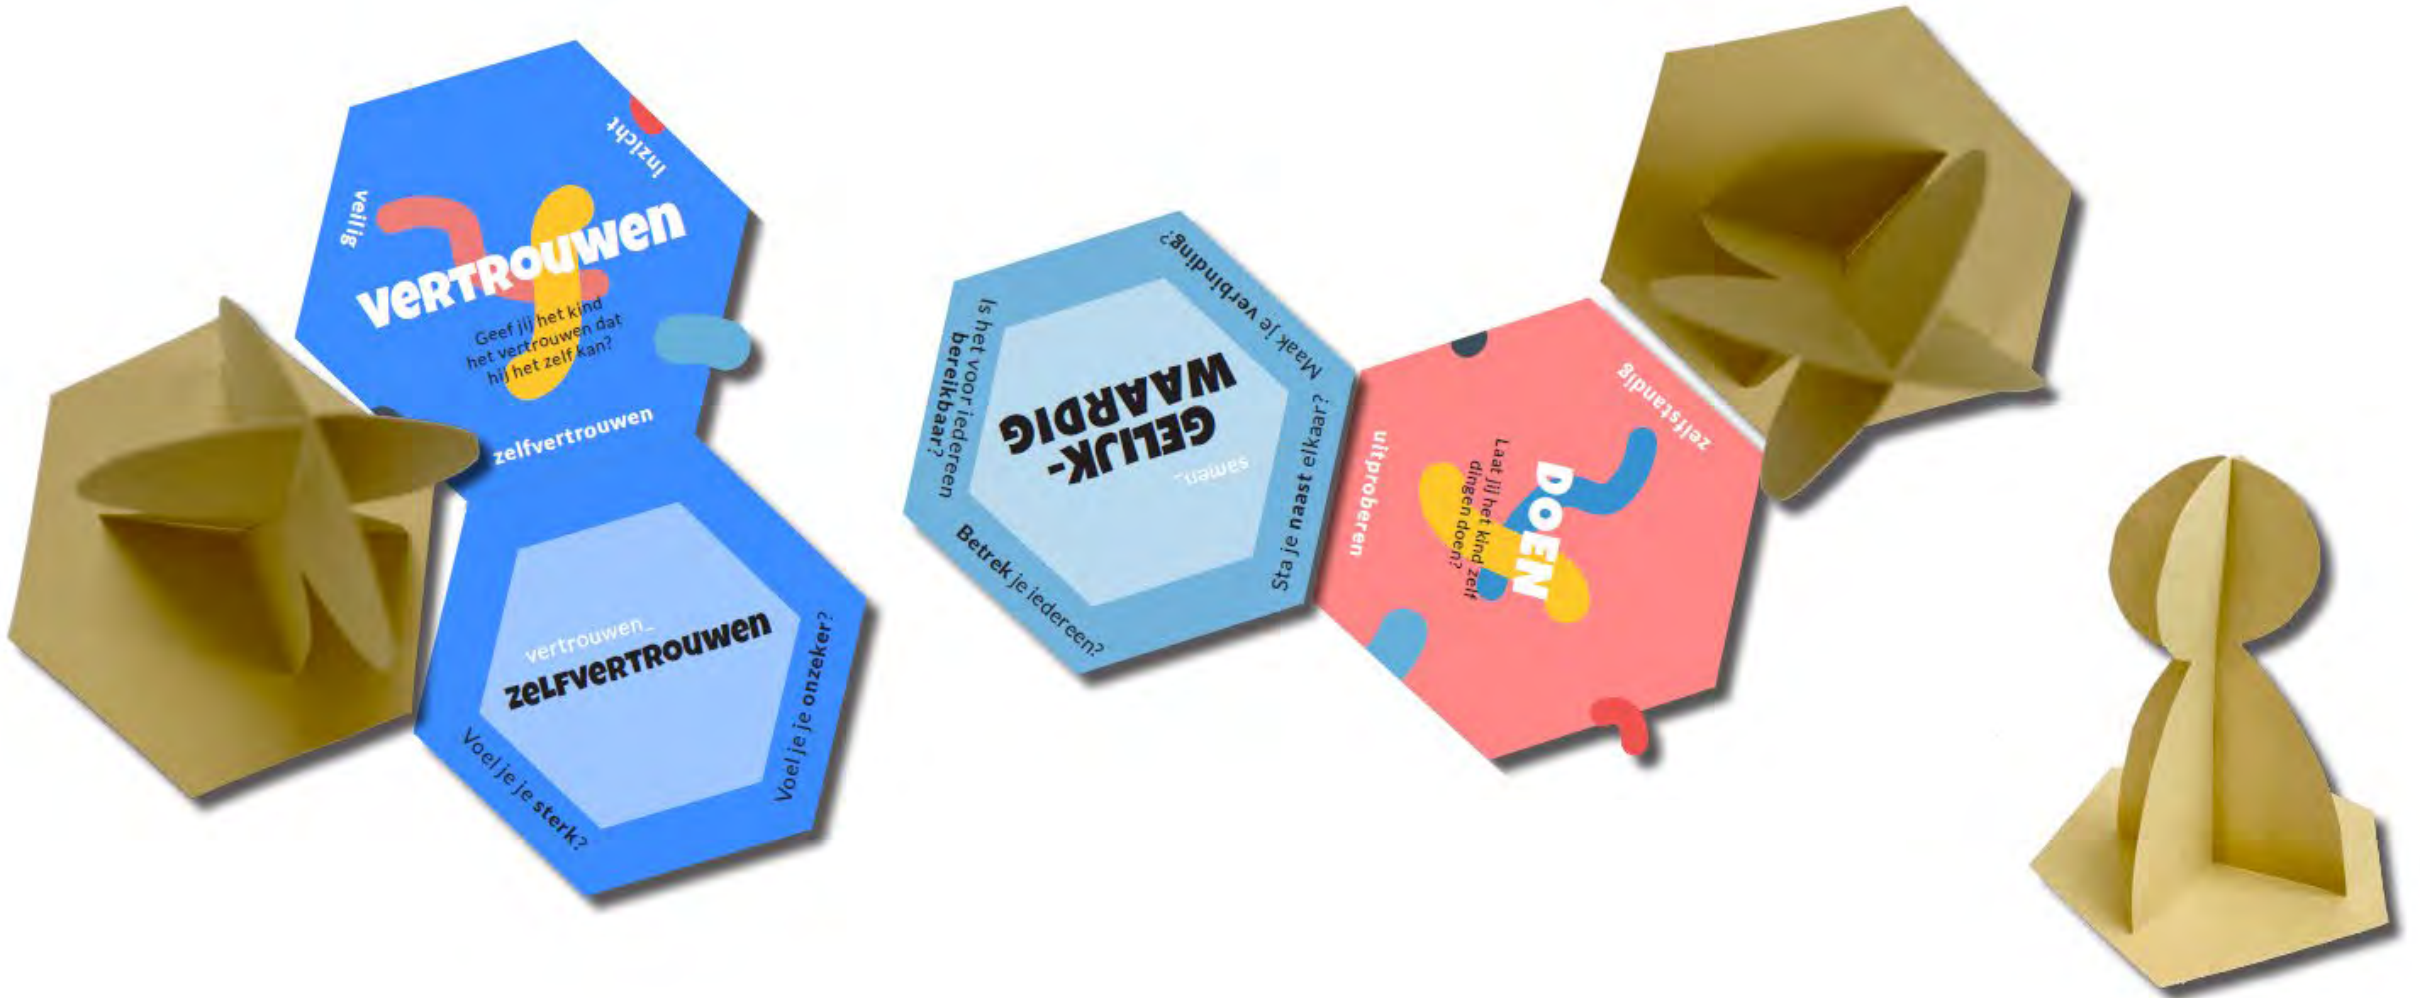 inzicht
veilig
VERTROUWEN
Geef jij het kind
het vertrouwen dat
hij het zelf kan?
zelfvertrouwen
vertrouwen_
ZELFVERTROUWEN
Voel je je onzeker?
Voel je je sterk?
Maak je verbinding?
Is het voor iedereen
bereikbaar?
samen_
GELIJK-
WAARDIG
Sta je naast elkaar?
Betrek je iedereen?
zelfstandig
uitproberen
DOEN
Laat jij het kind zelf
dingen doen?